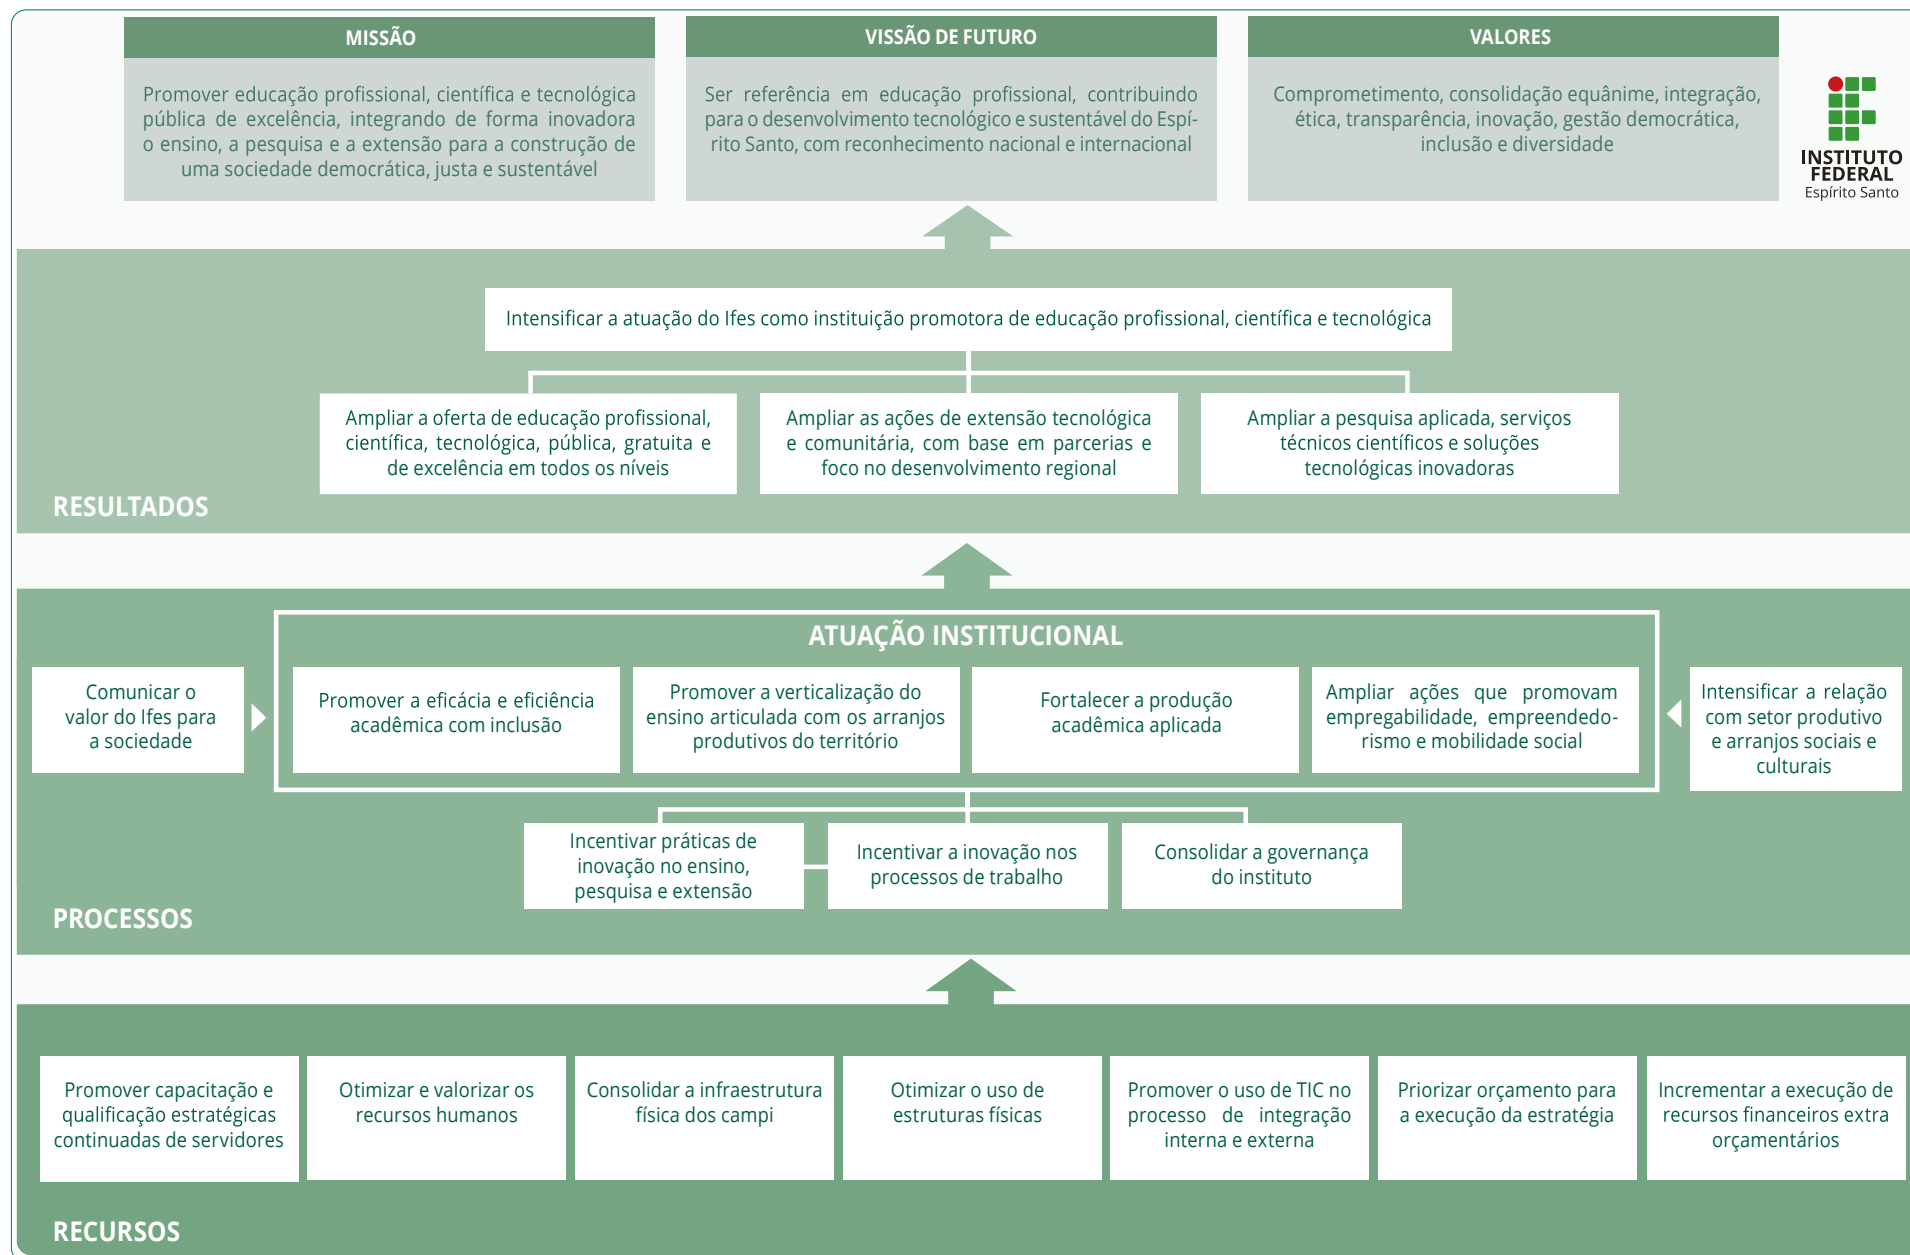 MISSÃO
Promover educação profissional, científica e tecnológica
pública de excelência, integrando de forma inovadora
o ensino, a pesquisa e a extensão para a construção de
uma sociedade democrática, justa e sustentável
VISSÃO DE FUTURO
Ser referência em educação profissional, contribuindo
para o desenvolvimento tecnológico e sustentável do Espí-
rito Santo, com reconhecimento nacional e internacional
VALORES
Comprometimento, consolidação equânime, integração,
ética, transparência, inovação, gestão democrática,
inclusão e diversidade
INSTITUTO
FEDERAL
Espírito Santo
Intensificar a atuação do Ifes como instituição promotora de educação profissional, científica e tecnológica
Ampliar a oferta de educação profissional,
científica, tecnológica, pública, gratuita e
de excelência em todos os níveis
Ampliar as ações de extensão tecnológica
e comunitária, com base em parcerias e
foco no desenvolvimento regional
Ampliar a pesquisa aplicada, serviços
técnicos científicos e soluções
tecnológicas inovadoras
RESULTADOS
ATUAÇÃO INSTITUCIONAL
Comunicar o
valor do Ifes para
a sociedade
Promover a eficácia e eficiência
acadêmica com inclusão
Promover a verticalização do
ensino articulada com os arranjos
produtivos do território
Fortalecer a produção
acadêmica aplicada
Ampliar ações que promovam
empregabilidade, empreendedo-
rismo e mobilidade social
Intensificar a relação
com setor produtivo
e arranjos sociais e
culturais
Incentivar práticas de
inovação no ensino,
pesquisa e extensão
Incentivar a inovação nos
processos de trabalho
Consolidar a governança
do instituto
PROCESSOS
Promover capacitação e
qualificação estratégicas
continuadas de servidores
Otimizar e valorizar os
recursos humanos
Consolidar a infraestrutura
física dos campi
Otimizar o uso de
estruturas físicas
Promover o uso de TIC no
processo de integração
interna e externa
Priorizar orçamento para
a execução da estratégia
Incrementar a execução de
recursos financeiros extra
orçamentários
RECURSOS